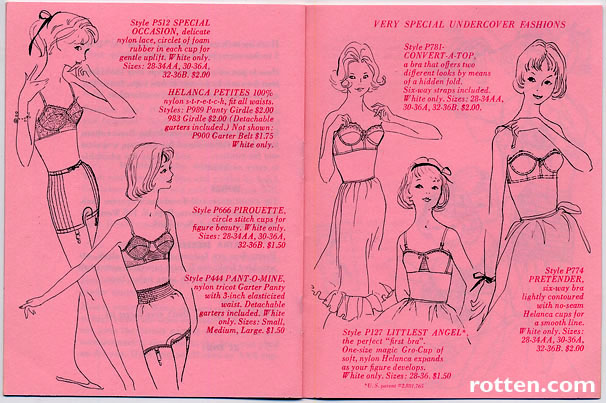 Style P512 SPECIAL
OCCASION, delicate
nylon lace, circlet of foam
rubber in each cup for
gentle uplift. White only.
Sizes: 28-34AA, 30-36A,
32-36B. $2.00
HELANCA PETITES 100%
nylon s-t-r-e-t-c-h, fit all waists.
Styles: P989 Panty Girdle $2.00
983 Girdle $2.00 (Detachable
garters included.) Not shown:
P900 Garter Belt $1.75
White only.
Style P666 PIROUETTE,
circle stitch cups for
figure beauty. White only.
Sizes: 28-34AA, 30-36A,
32-36B. $1.50
Style P444 PANT-O-MINE,
nylon tricot Garter Panty
with 3-inch elasticized
waist. Detachable
garters included. White
only. Sizes: Small,
Medium, Large. $1.50
VERY SPECIAL UNDERCOVER FASHIONS
Style P781-
CONVERT-A-TOP,
a bra that offers two
different looks by means
of a hidden fold.
Six-way straps included.
White only. Sizes: 28-34AA,
30-36A, 32-36B. $2.00.
Style P774
PRETENDER,
six-way bra
lightly contoured
with no-seam
Helanca cups for
a smooth line.
White only. Sizes:
28-34AA, 30-36A,
32-36B. $2.00
Style P127 LITTLEST ANGEL*,
the perfect "first bra".
One-size magic Gro-Cup of
soft, nylon Helanca expands
as your figure develops.
White only. Sizes: 28-36. $1.50
*U.S. patent
rotten.com